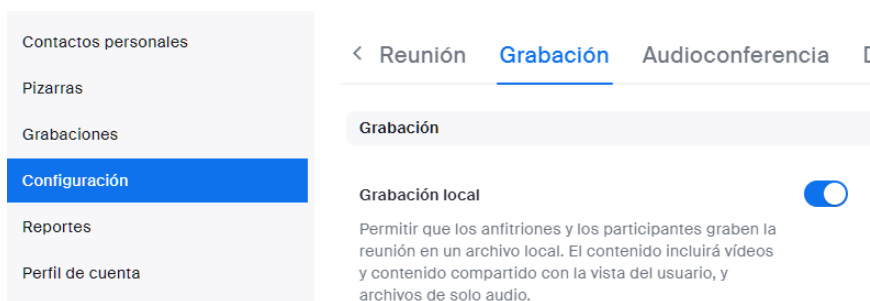 Contactos personales
Pizarras
Grabaciones
Configuración
Reportes
Perfil de cuenta
< Reunión Grabación Audioconferencia
Grabación
Grabación local
Permitir que los anfitriones y los participantes graben la
reunión en un archivo local. El contenido incluirá vídeos
y contenido compartido con la vista del usuario, y
archivos de solo audio.